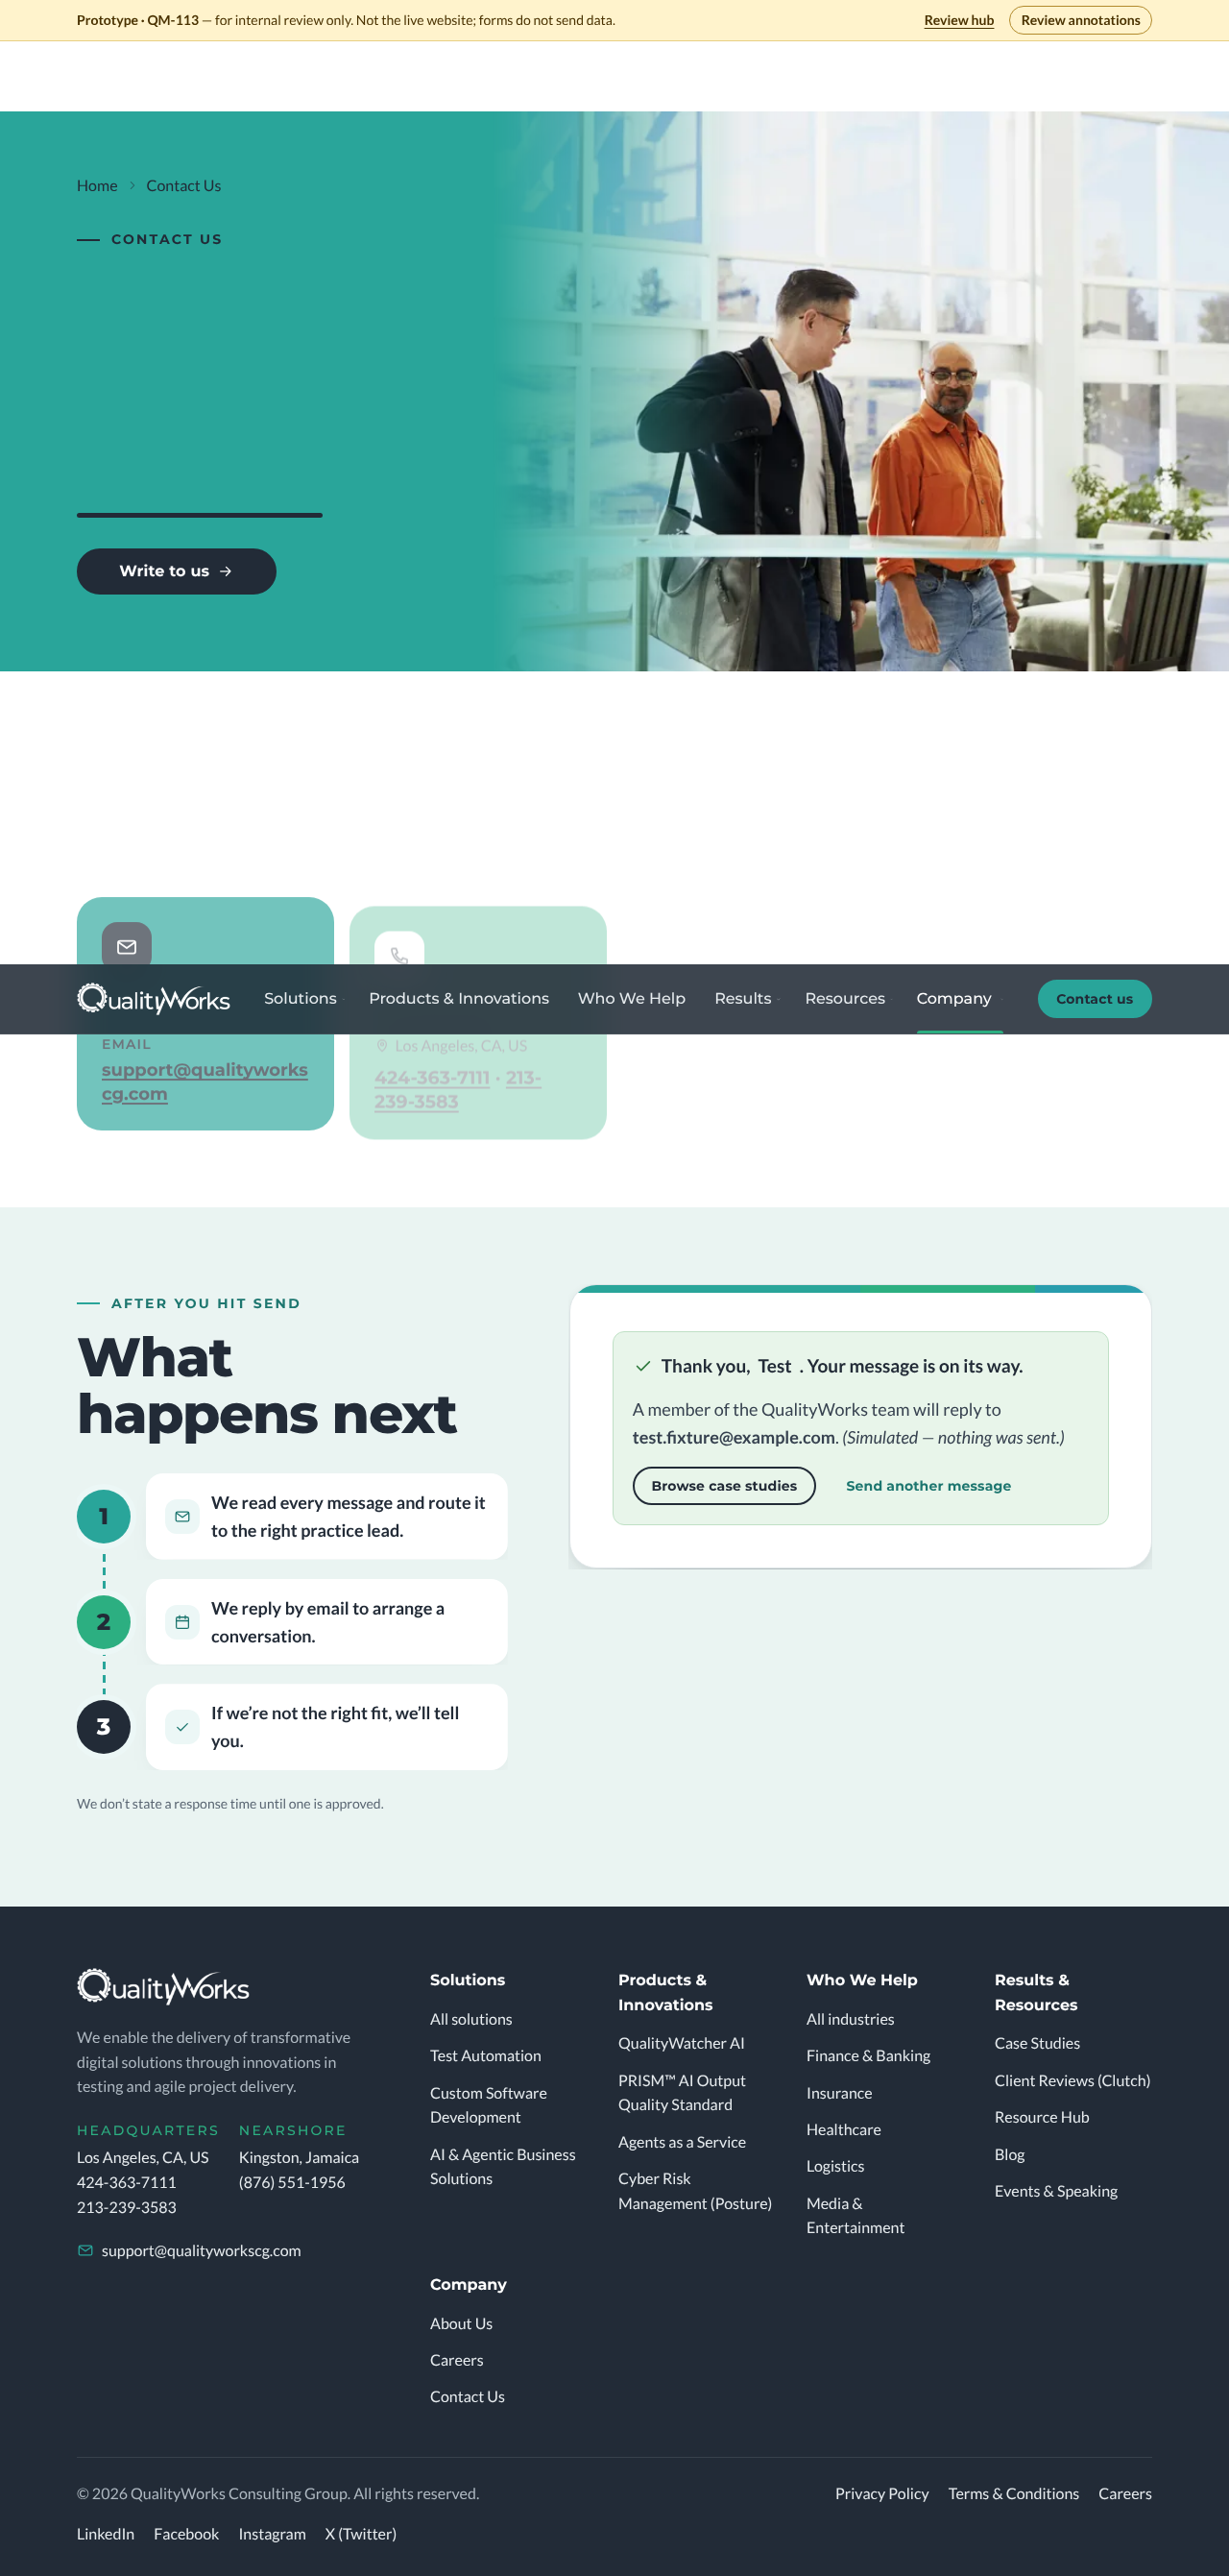 Prototype · QM-113 — for internal review only. Not the live website; forms do not send data.
Review hub
Review annotations
Home > Contact Us
CONTACT US
Write to us →
QualityWorks
Solutions
Products & Innovations
Who We Help
Results
Resources
Company
Contact us
EMAIL
support@qualityworks
cg.com
Los Angeles, CA, US
424-363-7111 · 213-
239-3583
AFTER YOU HIT SEND
What
happens next
1
We read every message and route it
to the right practice lead.
2
We reply by email to arrange a
conversation.
3
If we’re not the right fit, we’ll tell
you.
We don’t state a response time until one is approved.
Thank you, Test . Your message is on its way.
A member of the QualityWorks team will reply to
test.fixture@example.com. (Simulated — nothing was sent.)
Browse case studies
Send another message
QualityWorks
We enable the delivery of transformative
digital solutions through innovations in
testing and agile project delivery.
HEADQUARTERS
Los Angeles, CA, US
424-363-7111
213-239-3583
NEARSHORE
Kingston, Jamaica
(876) 551-1956
support@qualityworkscg.com
Solutions
All solutions
Test Automation
Custom Software
Development
AI & Agentic Business
Solutions
Products &
Innovations
QualityWatcher AI
PRISM™ AI Output
Quality Standard
Agents as a Service
Cyber Risk
Management (Posture)
Who We Help
All industries
Finance & Banking
Insurance
Healthcare
Logistics
Media &
Entertainment
Results &
Resources
Case Studies
Client Reviews (Clutch)
Resource Hub
Blog
Events & Speaking
Company
About Us
Careers
Contact Us
© 2026 QualityWorks Consulting Group. All rights reserved.
Privacy Policy
Terms & Conditions
Careers
LinkedIn
Facebook
Instagram
X (Twitter)